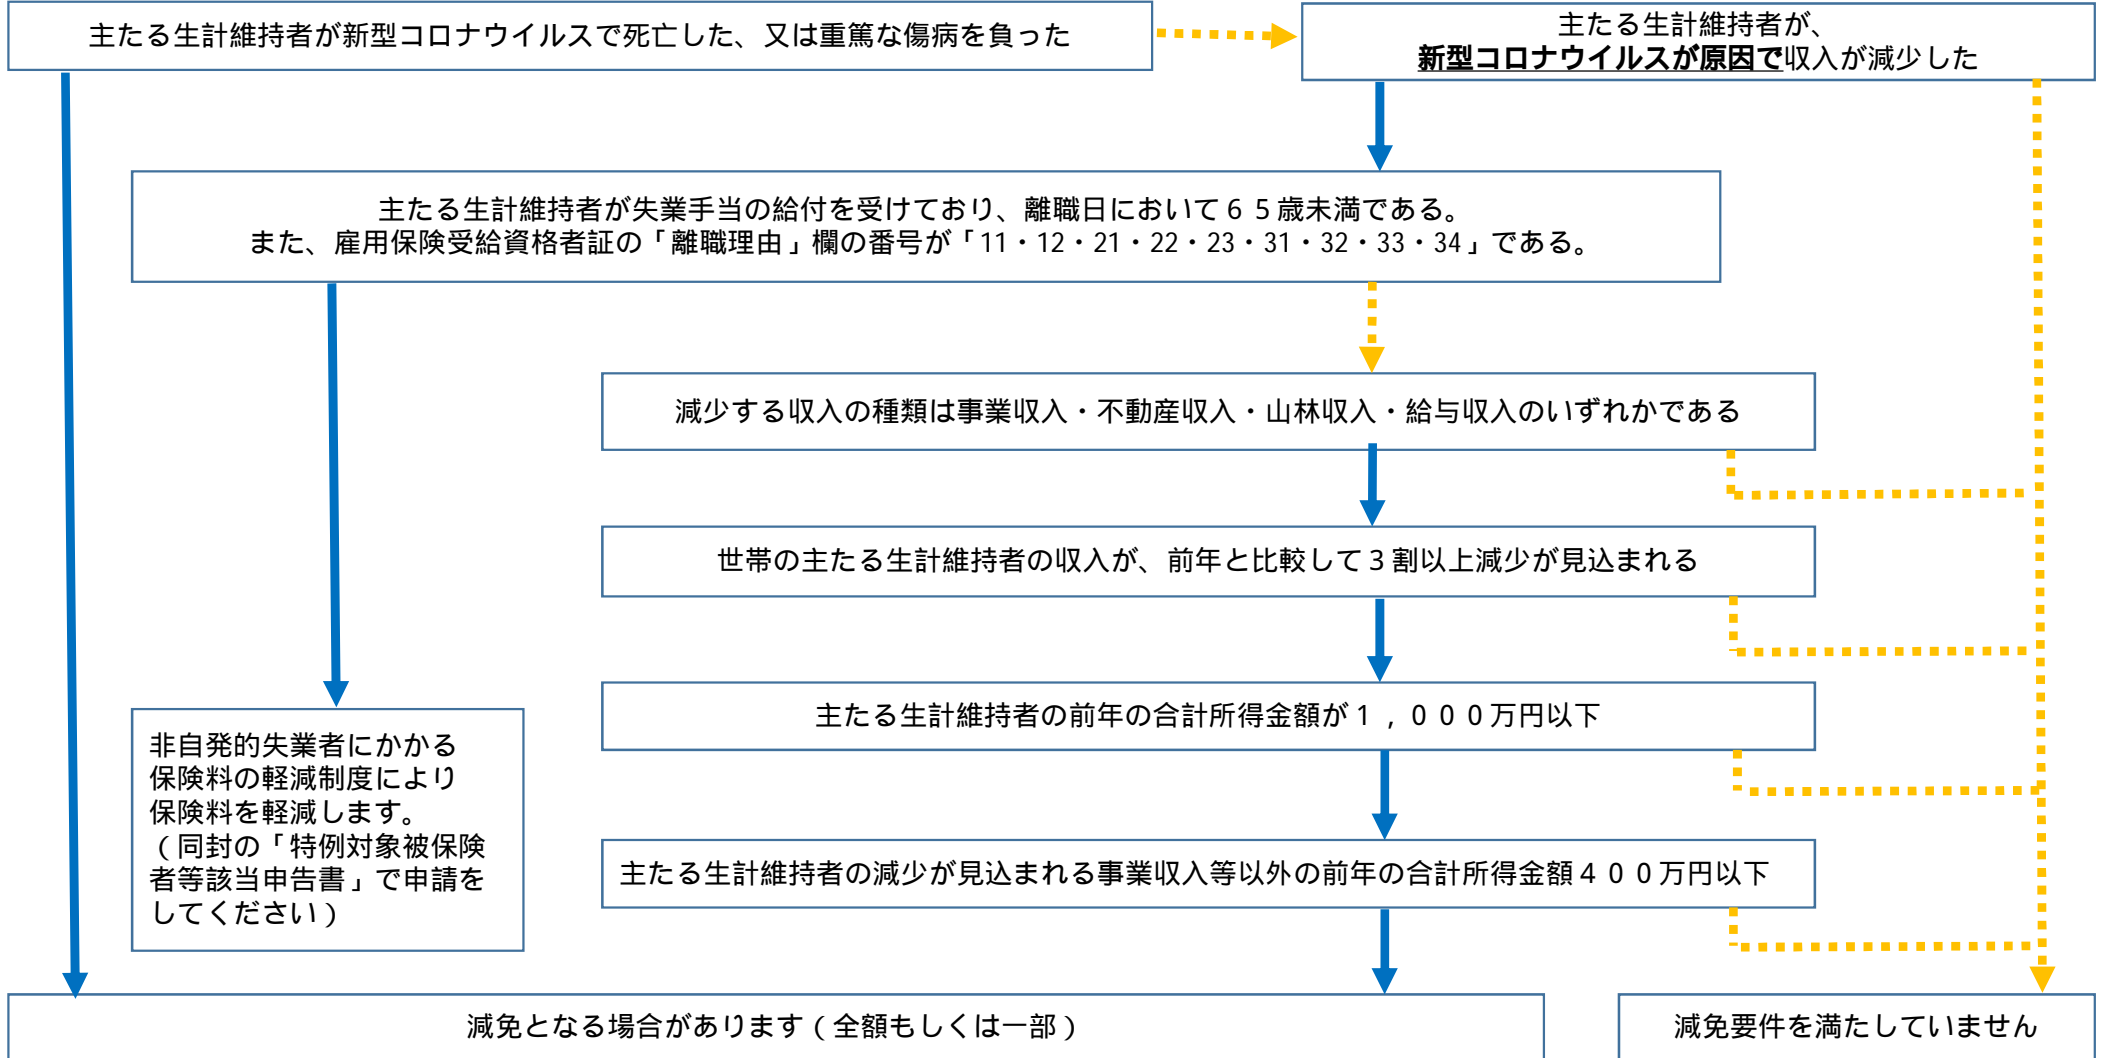 主たる生計維持者が新型コロナウイルスで死亡した、又は重篤な傷病を負った
主たる生計維持者が、
新型コロナウイルスが原因で収入が減少した
主たる生計維持者が失業手当の給付を受けており、離職日において６５歳未満である。
また、雇用保険受給資格者証の「離職理由」欄の番号が「11・12・21・22・23・31・32・33・34」である。
減少する収入の種類は事業収入・不動産収入・山林収入・給与収入のいずれかである
世帯の主たる生計維持者の収入が、前年と比較して３割以上減少が見込まれる
主たる生計維持者の前年の合計所得金額が１，０００万円以下
非自発的失業者にかかる
保険料の軽減制度により
保険料を軽減します。
（同封の「特例対象被保険
者等該当申告書」で申請を
してください）
主たる生計維持者の減少が見込まれる事業収入等以外の前年の合計所得金額４００万円以下
減免となる場合があります（全額もしくは一部）
減免要件を満たしていません